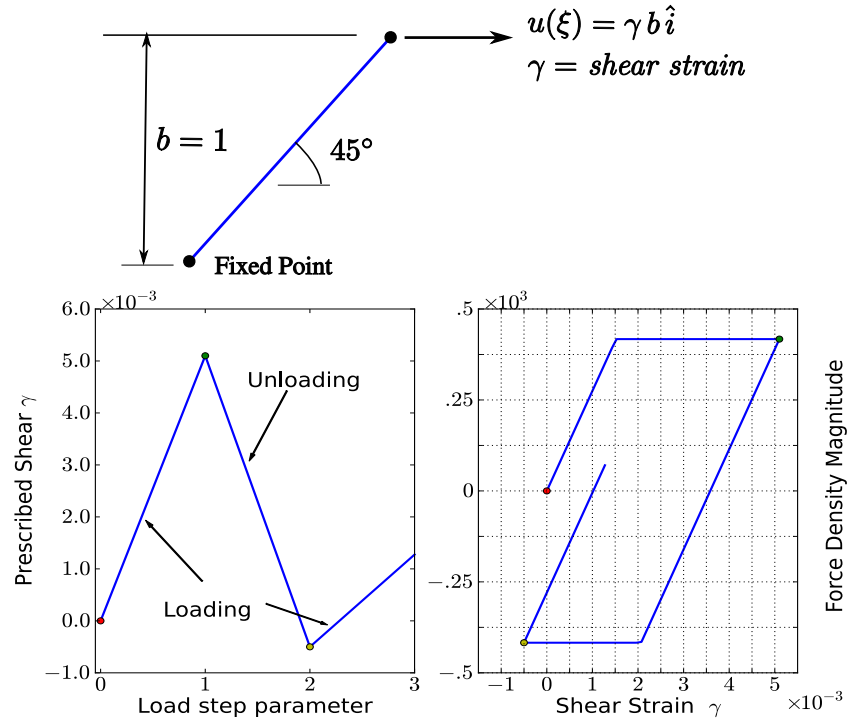 u(ξ) = γ b î
γ = shear strain
b = 1
45°
Fixed Point
×10⁻³
6.0
5.0
4.0
3.0
2.0
1.0
0.0
−1.0
0
1
2
3
Prescribed Shear γ
Load step parameter
Unloading
Loading
×10³
.5
.25
0
−.25
−.5
−1
0
1
2
3
4
5
×10⁻³
Shear Strain γ
Force Density Magnitude